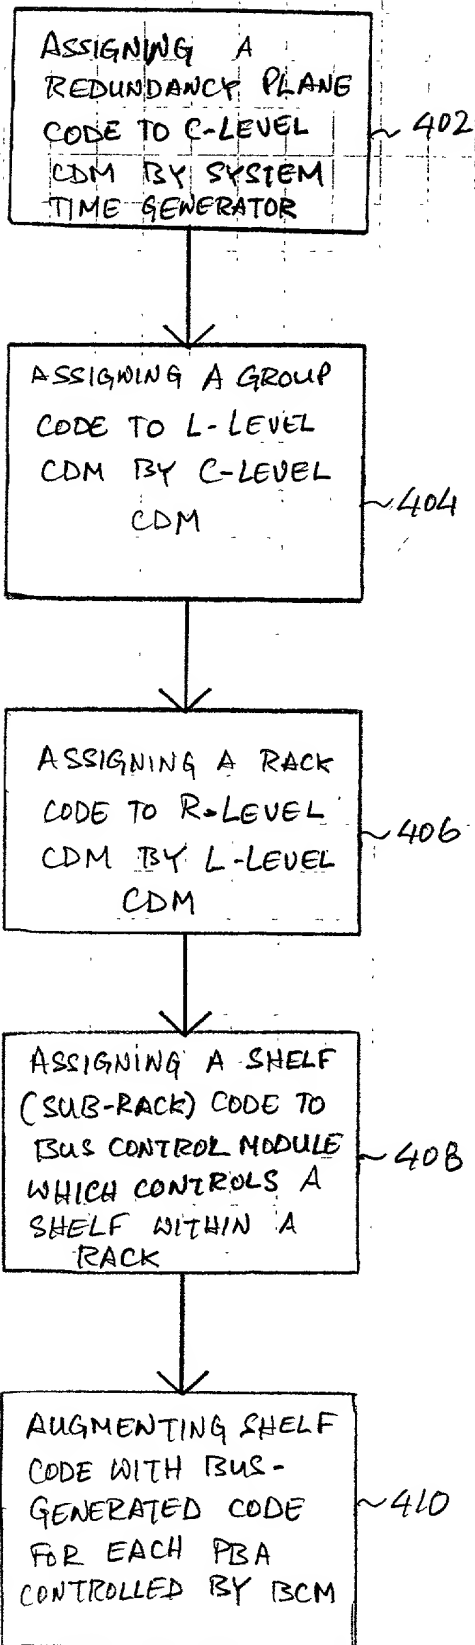 ASSIGNING A
REDUNDANCY PLANE
CODE TO C-LEVEL
CDM BY SYSTEM
TIME GENERATOR
402
ASSIGNING A GROUP
CODE TO L-LEVEL
CDM BY C-LEVEL
CDM
404
ASSIGNING A RACK
CODE TO R-LEVEL
CDM BY L-LEVEL
CDM
406
ASSIGNING A SHELF
(SUB-RACK) CODE TO
BUS CONTROL MODULE
WHICH CONTROLS A
SHELF WITHIN A
RACK
408
AUGMENTING SHELF
CODE WITH BUS-
GENERATED CODE
FOR EACH PBA
CONTROLLED BY BCM
410